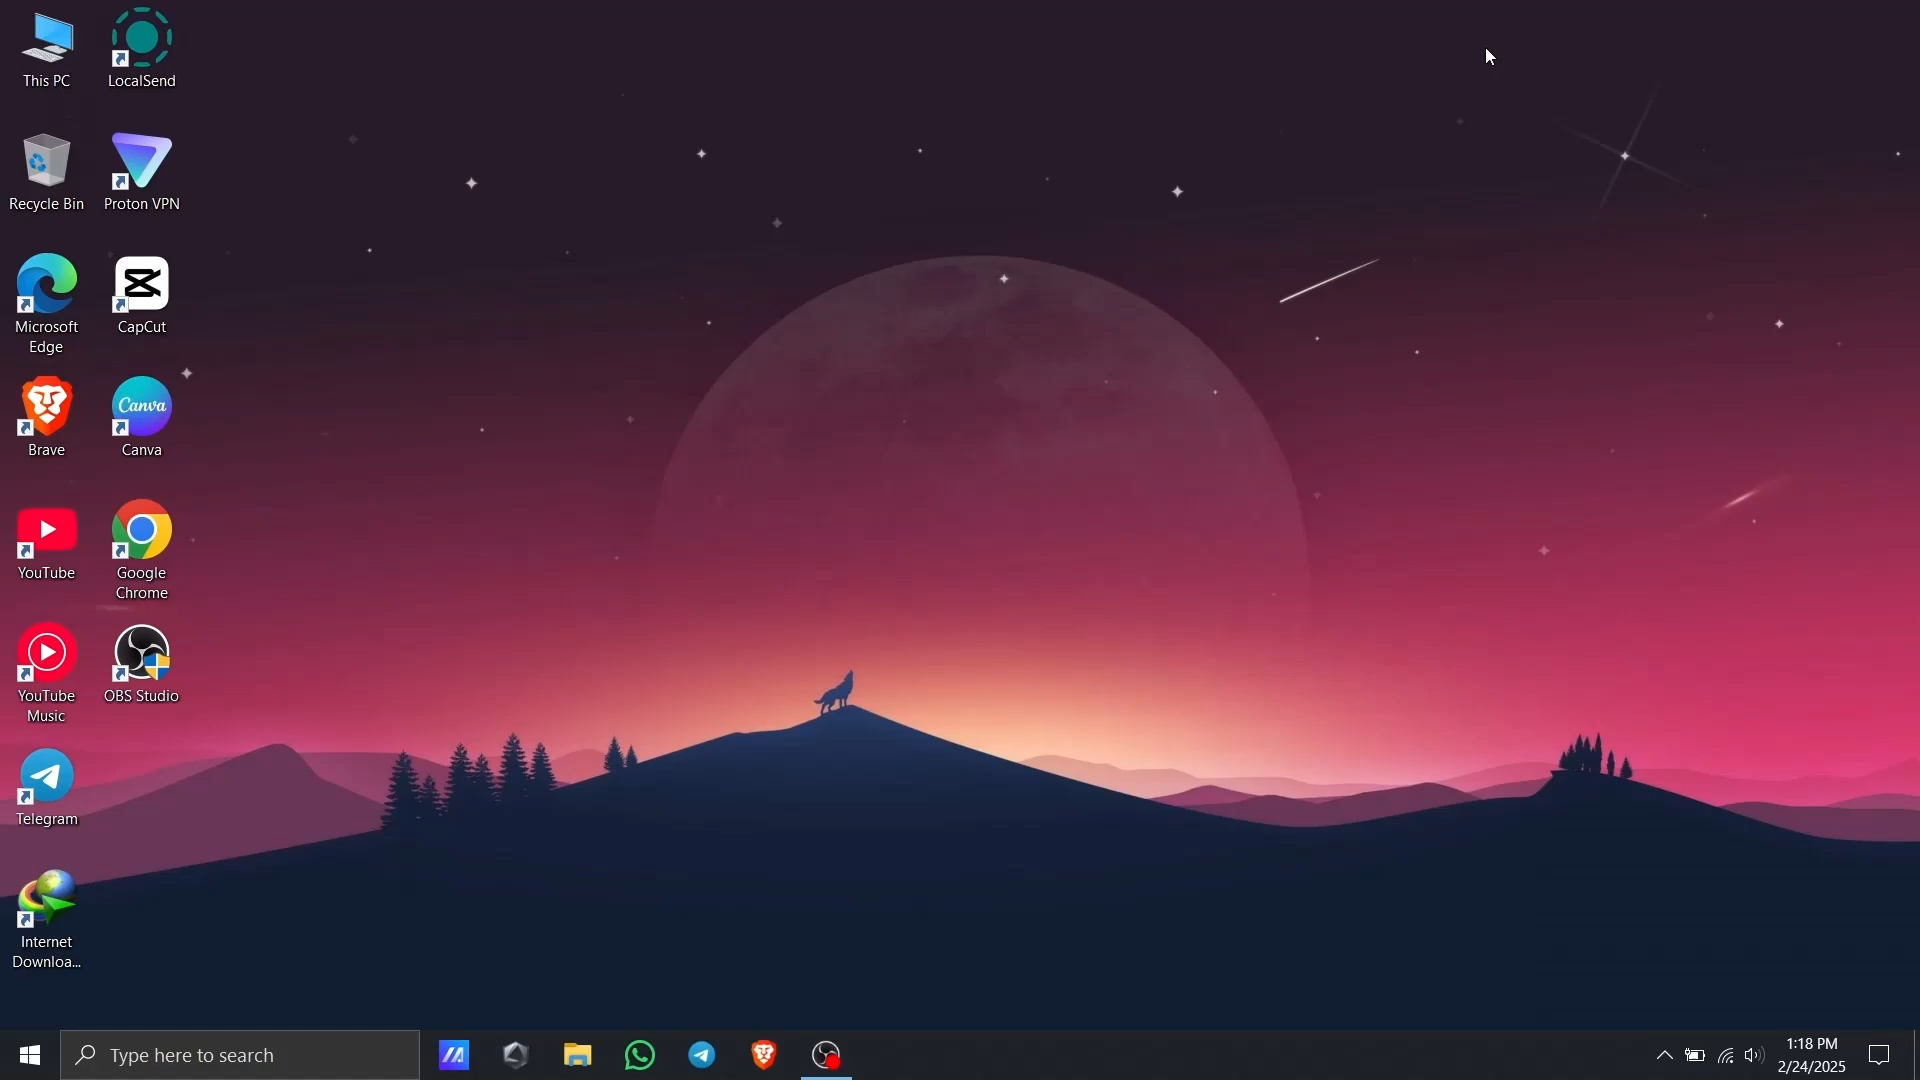 This PC
LocalSend
Recycle Bin
Proton VPN
Microsoft
Edge
CapCut
Brave
Canva
Canva
YouTube
Google
Chrome
YouTube
Music
OBS Studio
Telegram
Internet
Downloa...
Type here to search
1:18 PM
2/24/2025